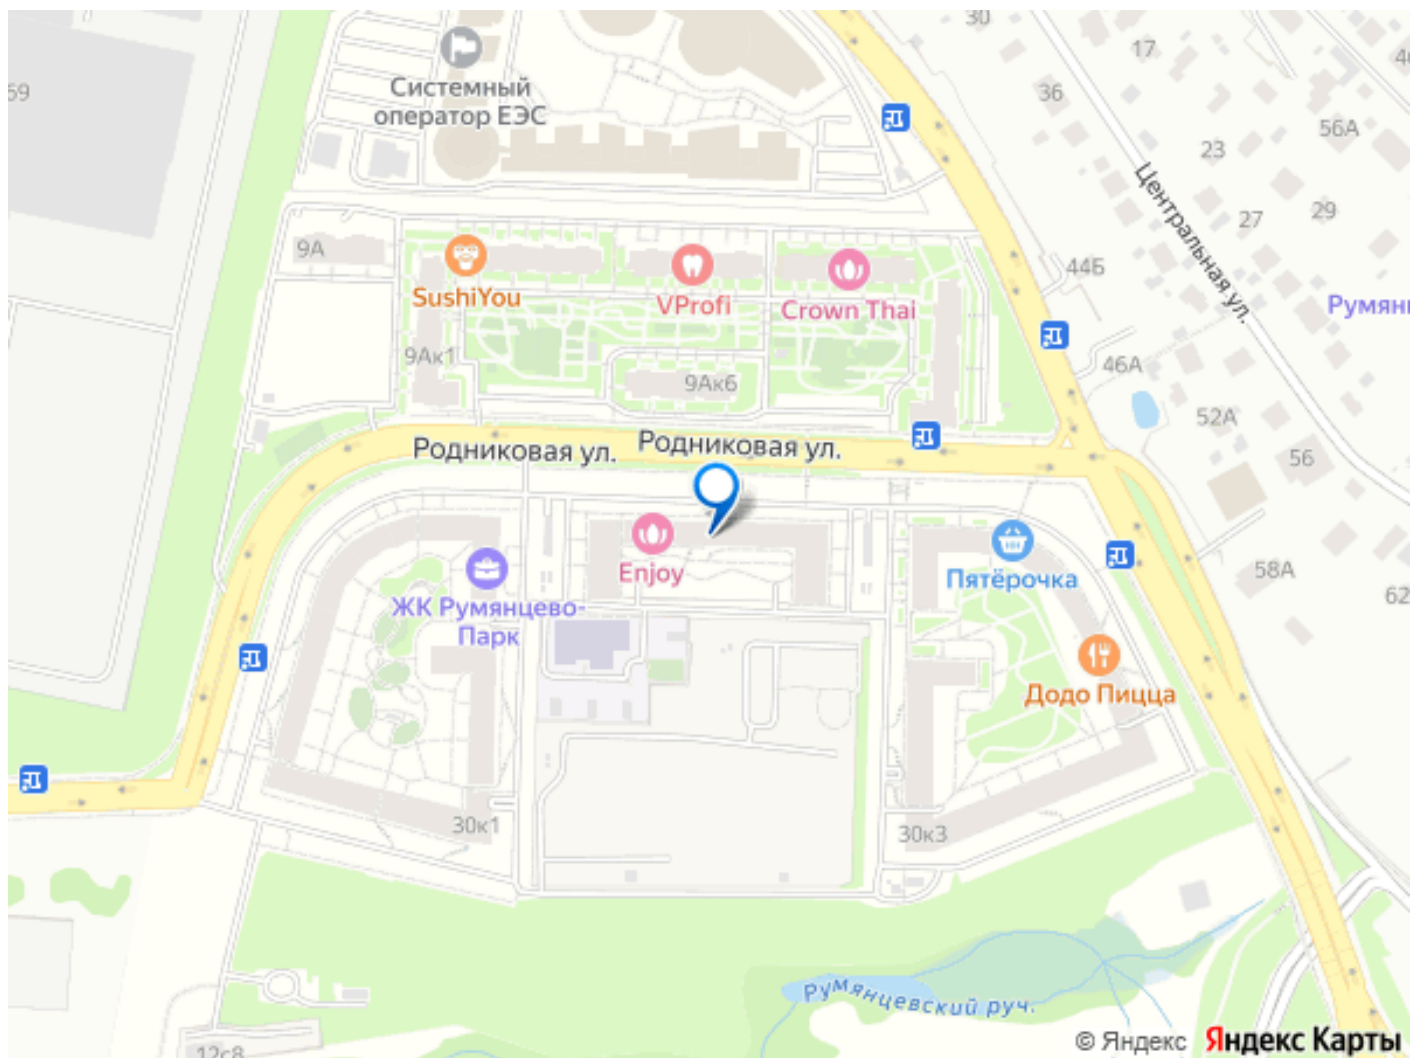 30
17
36
4
59
Системный
оператор ЕЭС
56А
23
27
29
Центральная ул.
9А
SushiYou
VProfi
Crown Thai
44Б
Румянц
9Ак1
9Ак6
46А
52А
Родниковая ул.
Родниковая ул.
56
Enjoy
Пятёрочка
58А
62
ЖК Румянцево-
Парк
Додо Пицца
30к1
30к3
Румянцевский руч.
12с8
© Яндекс Яндекс Карты